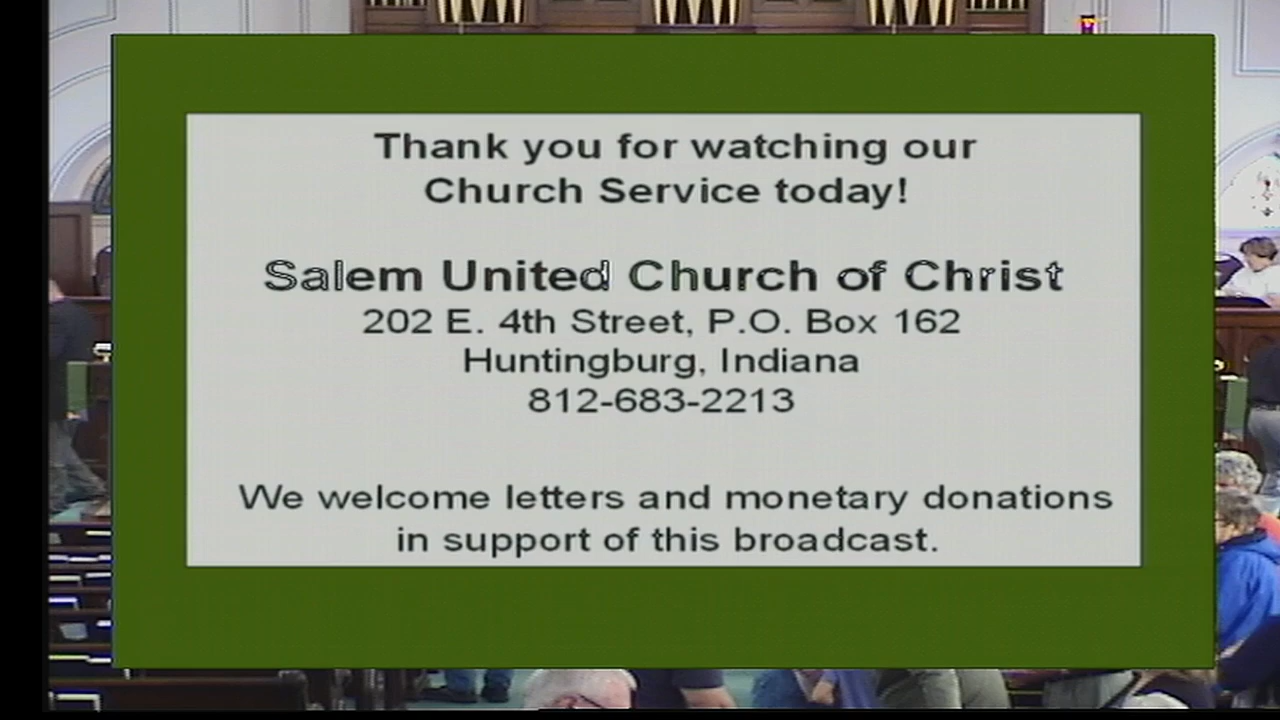 Thank you for watching our
Church Service today!
Salem United Church of Christ
202 E. 4th Street, P.O. Box 162
Huntingburg, Indiana
812-683-2213
We welcome letters and monetary donations
in support of this broadcast.